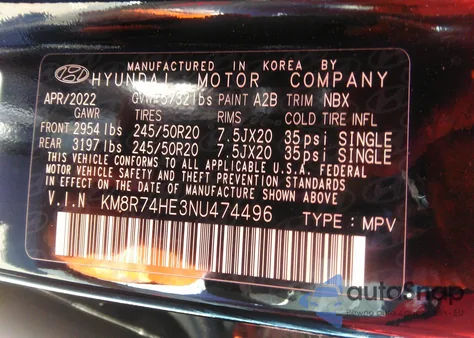 MANUFACTURED IN KOREA BY
HYUNDAI MOTOR COMPANY
APR/2022 GVWR 5732lbs PAINT A2B TRIM NBX
GAWR TIRES RIMS COLD TIRE INFL
FRONT 2954 lbs 245/50R20 7.5JX20 35psi SINGLE
REAR 3197 lbs 245/50R20 7.5JX20 35psi SINGLE
THIS VEHICLE CONFORMS TO ALL APPLICABLE U.S.A. FEDERAL
MOTOR VEHICLE SAFETY AND THEFT PREVENTION STANDARDS
IN EFFECT ON THE DATE OF MANUFACTURE SHOWN ABOVE
V.I.N KM8R74HE3NU474496 TYPE : MPV
autoSnap